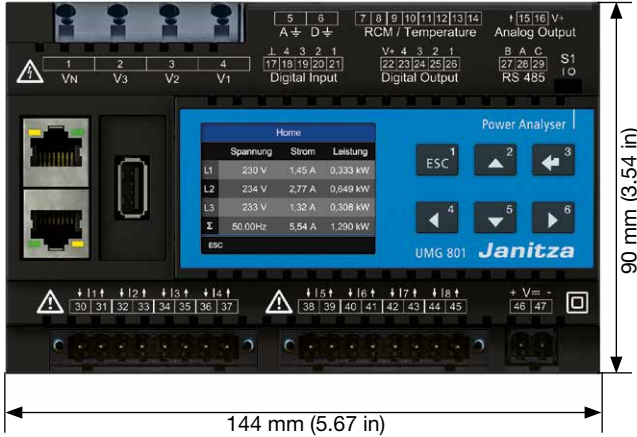 5 6 7 8 9 10 11 12 13 14 ↑ 15 16 V+
A ⏚ D ⏚ RCM / Temperature Analog Output
⊥ 4 3 2 1 V+ 4 3 2 1 B A C S1
1 2 3 4 17 18 19 20 21 22 23 24 25 26 27 28 29 I O
VN V3 V2 V1 Digital Input Digital Output RS 485
Home
Spannung Strom Leistung
L1 230 V 1,45 A 0,333 kW
L2 234 V 2,77 A 0,649 kW
L3 233 V 1,32 A 0,308 kW
Σ 50.00Hz 5,54 A 1,290 kW
ESC
Power Analyser
ESC 1 2 3
4 5 6
UMG 801 Janitza
↓ I1 ↑ ↓ I2 ↑ ↓ I3 ↑ ↓ I4 ↑ ↓ I5 ↑ ↓ I6 ↑ ↓ I7 ↑ ↓ I8 ↑ + V⎓ -
30 31 32 33 34 35 36 37 38 39 40 41 42 43 44 45 46 47
90 mm (3.54 in)
144 mm (5.67 in)